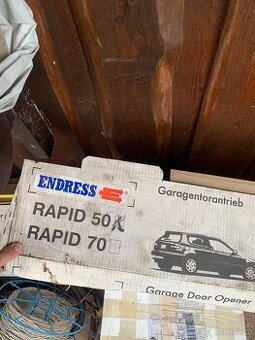 ENDRESS
Garagentorantrieb
RAPID 50
RAPID 70
Garage Door Opener